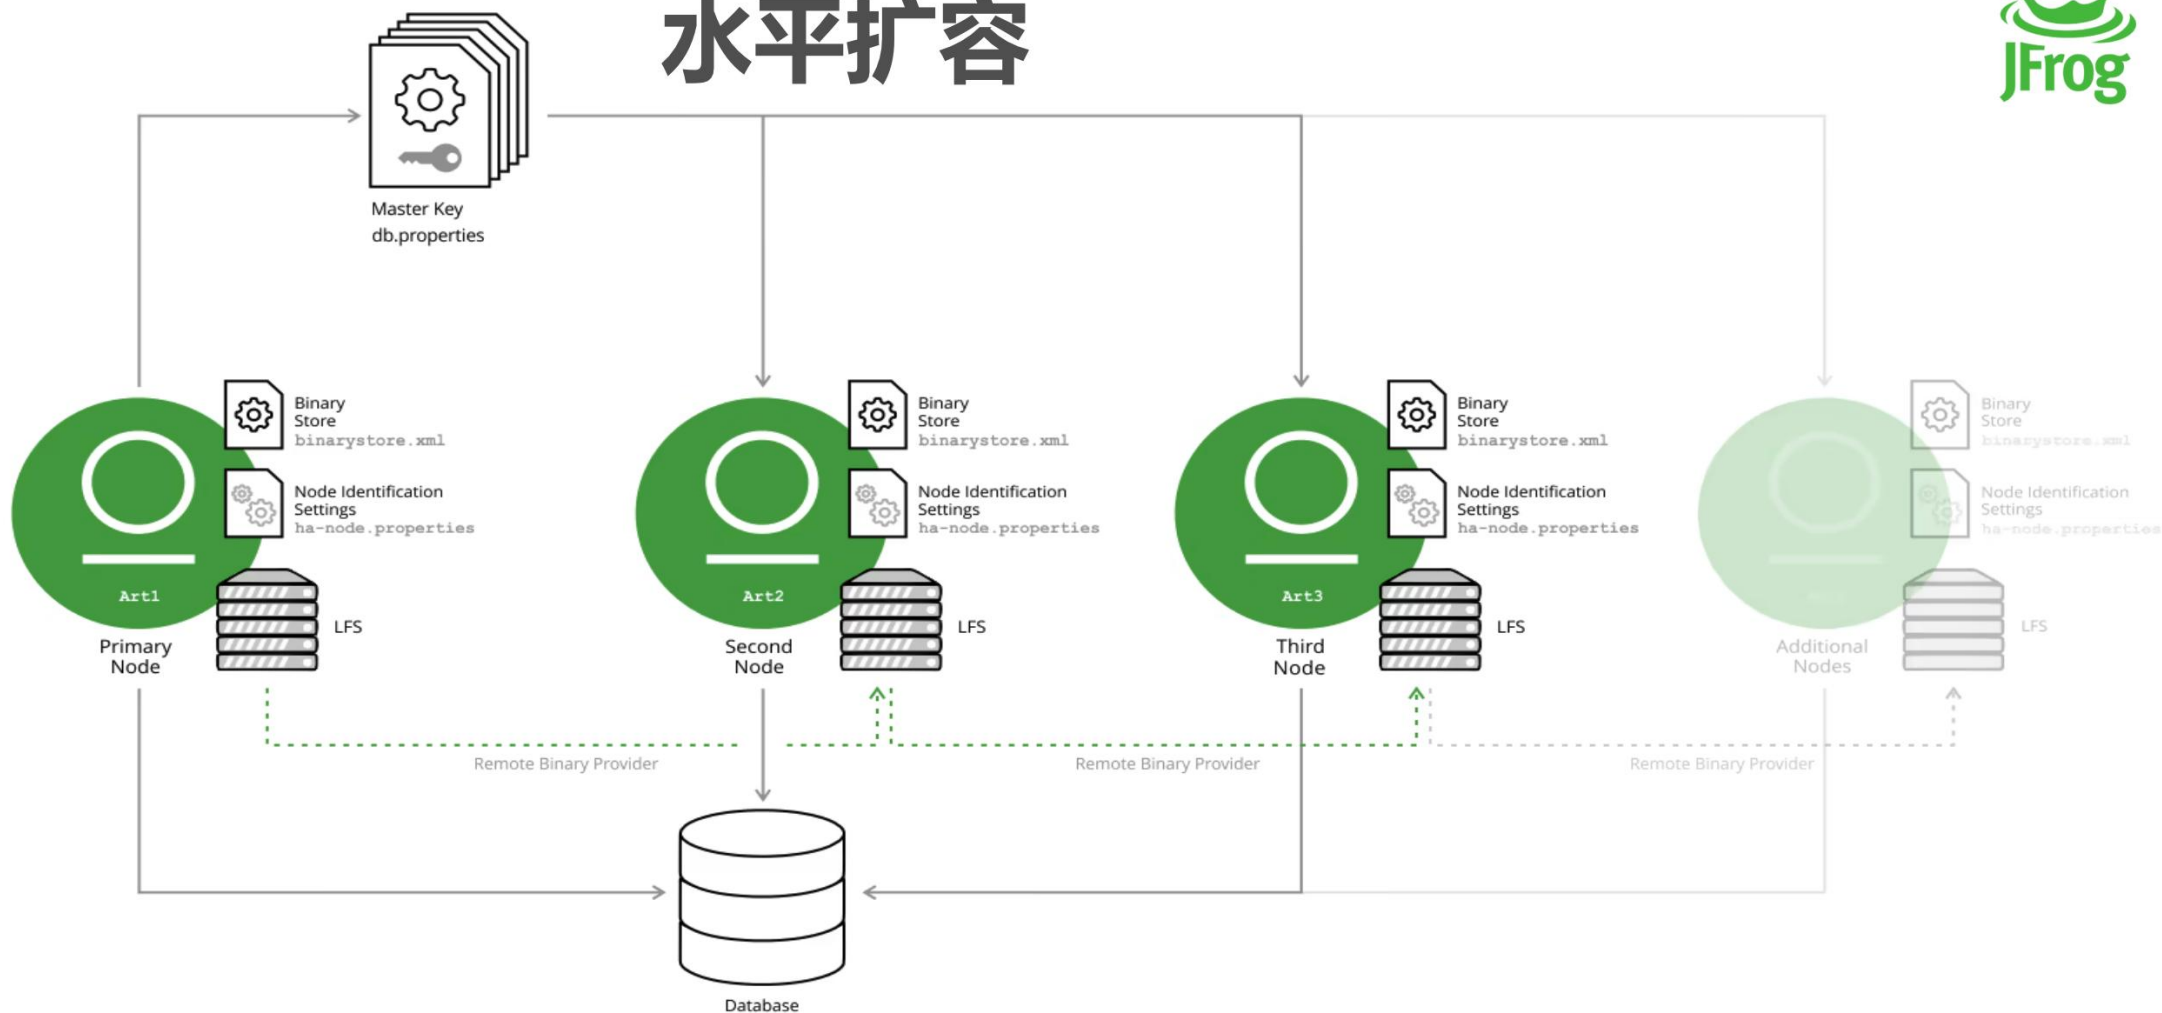 水平扩容
JFrog
Master Key
db.properties
Binary
Store
binarystore.xml
Node Identification
Settings
ha-node.properties
Art1
LFS
Primary
Node
Binary
Store
binarystore.xml
Node Identification
Settings
ha-node.properties
Art2
LFS
Second
Node
Binary
Store
binarystore.xml
Node Identification
Settings
ha-node.properties
Art3
LFS
Third
Node
Binary
Store
binarystore.xml
Node Identification
Settings
ha-node.properties
LFS
Additional
Nodes
Remote Binary Provider
Remote Binary Provider
Remote Binary Provider
Database